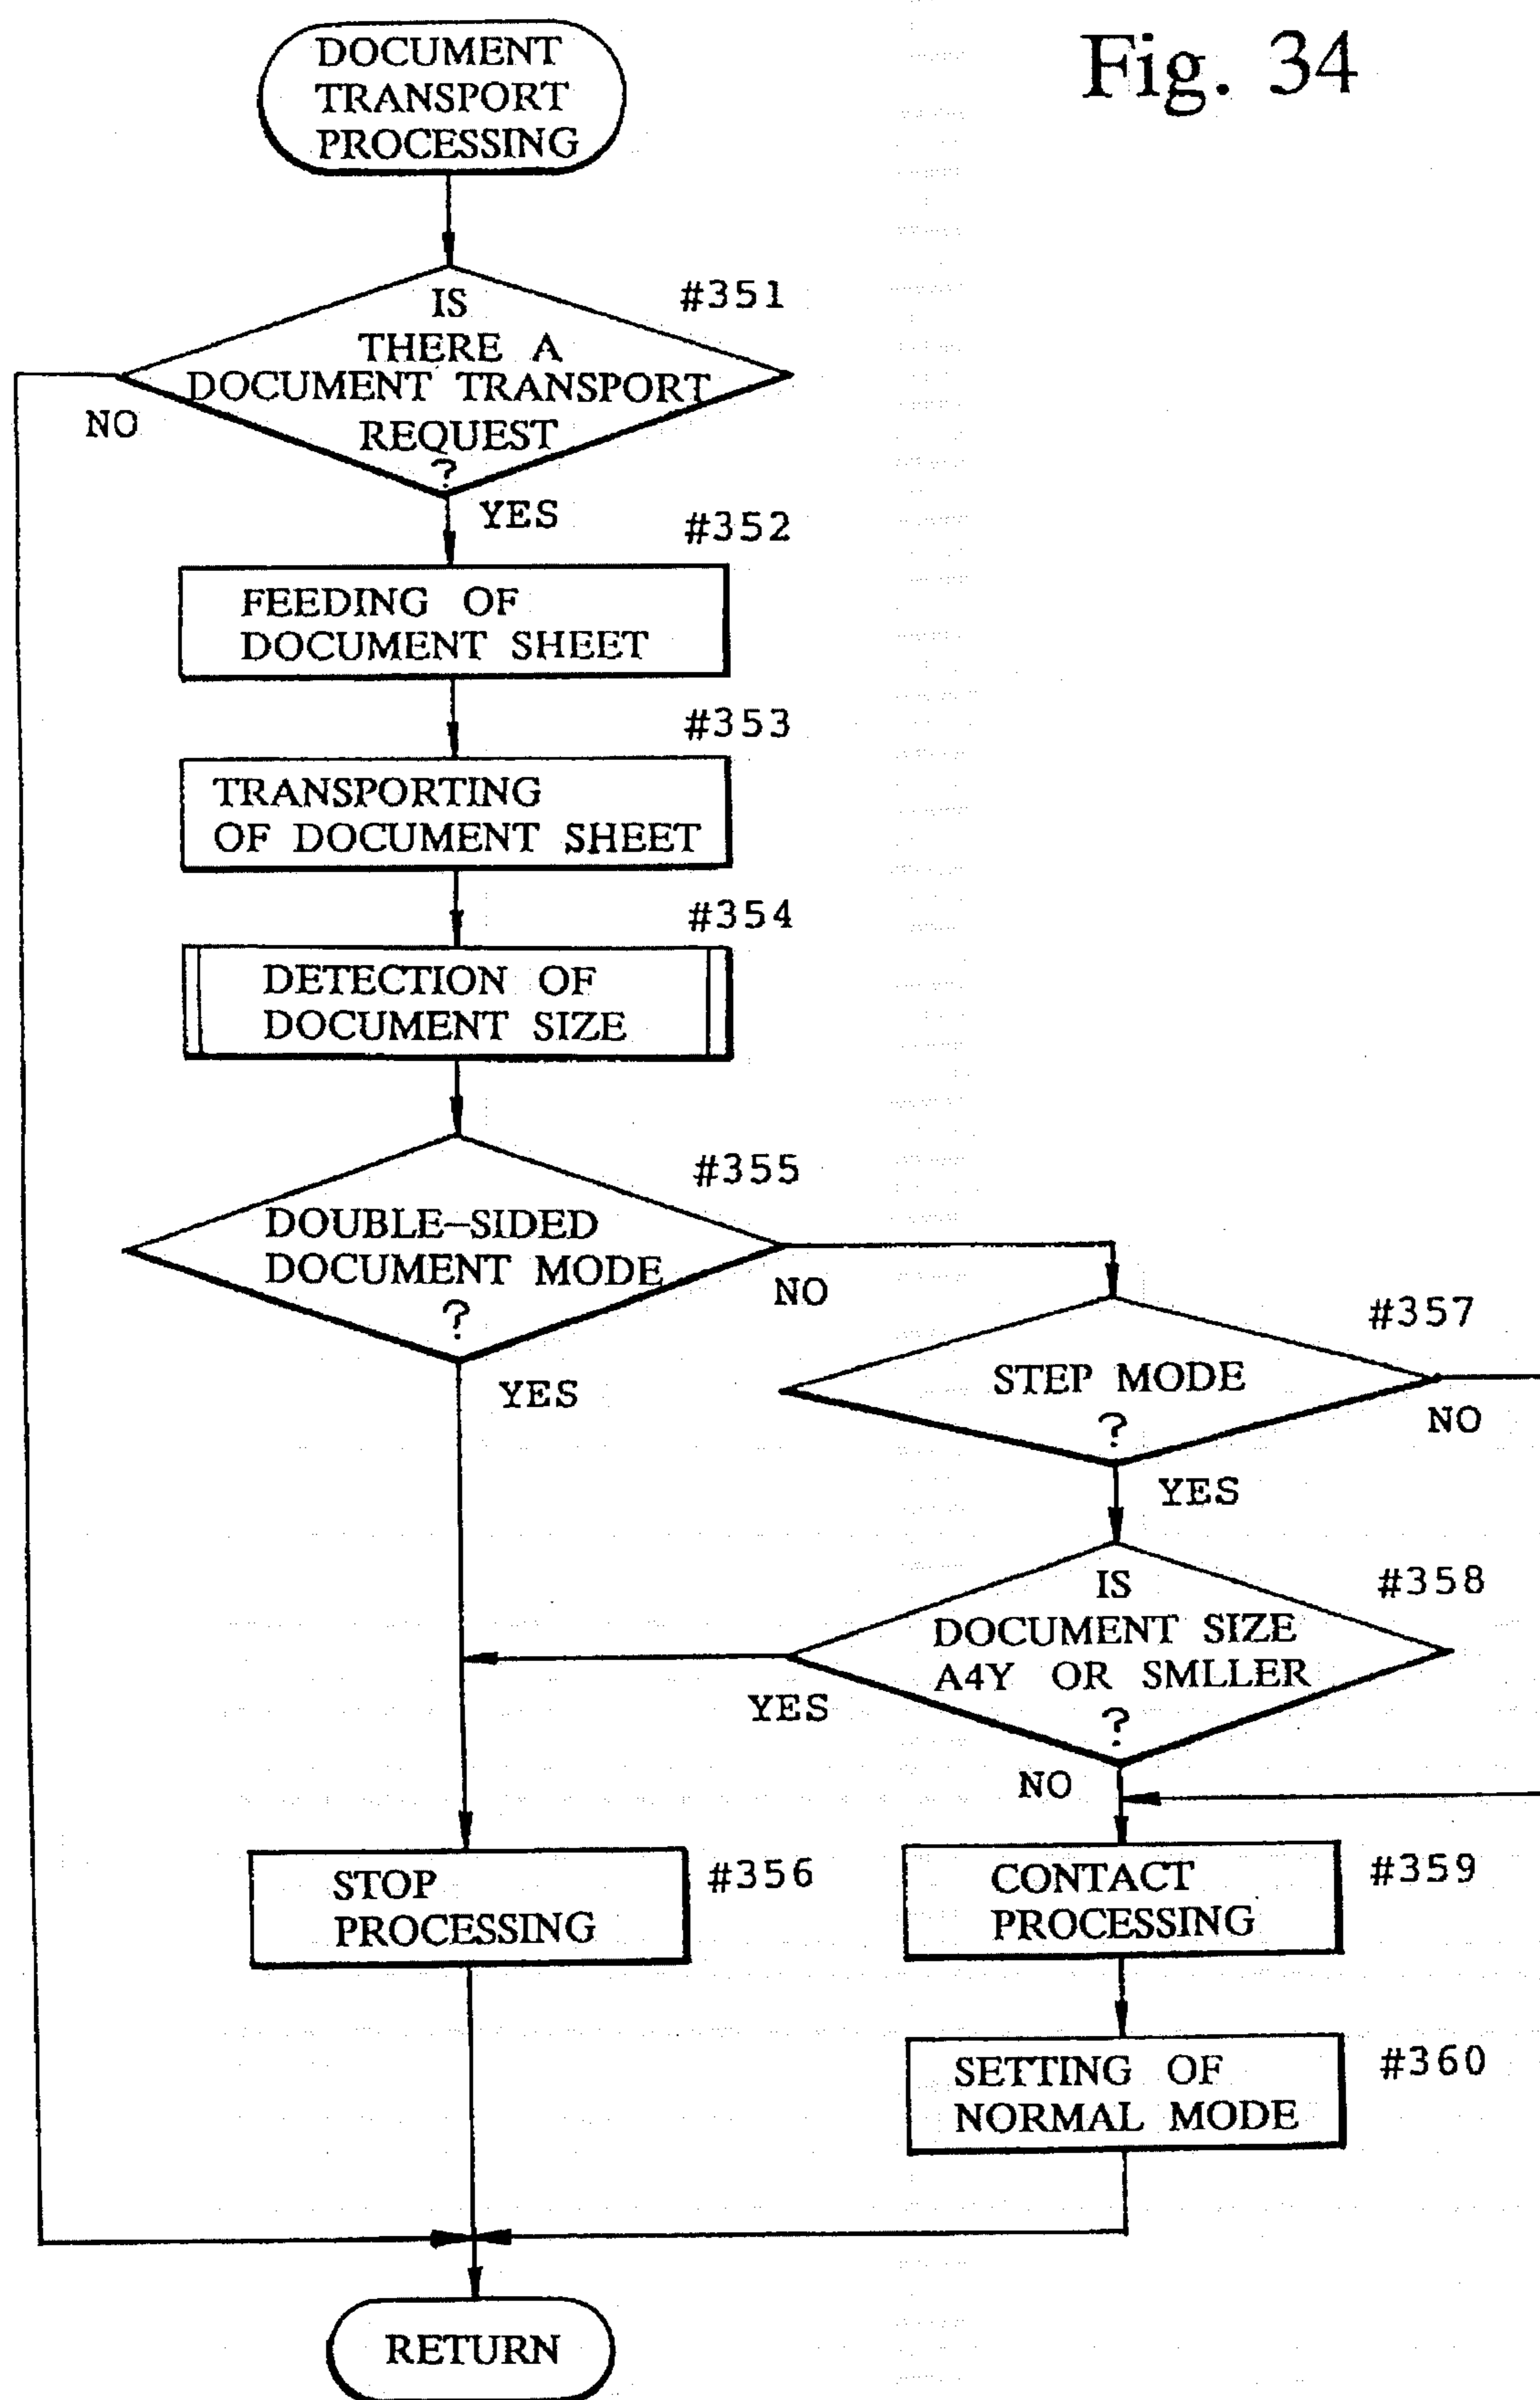 Fig. 34
DOCUMENT
TRANSPORT
PROCESSING
#351
IS
THERE A
DOCUMENT TRANSPORT
REQUEST
?
NO
YES
#352
FEEDING OF
DOCUMENT SHEET
#353
TRANSPORTING
OF DOCUMENT SHEET
#354
DETECTION OF
DOCUMENT SIZE
#355
DOUBLE-SIDED
DOCUMENT MODE
?
NO
YES
#357
STEP MODE
?
NO
YES
#358
IS
DOCUMENT SIZE
A4Y OR SMLLER
?
YES
NO
STOP
PROCESSING
#356
CONTACT
PROCESSING
#359
SETTING OF
NORMAL MODE
#360
RETURN